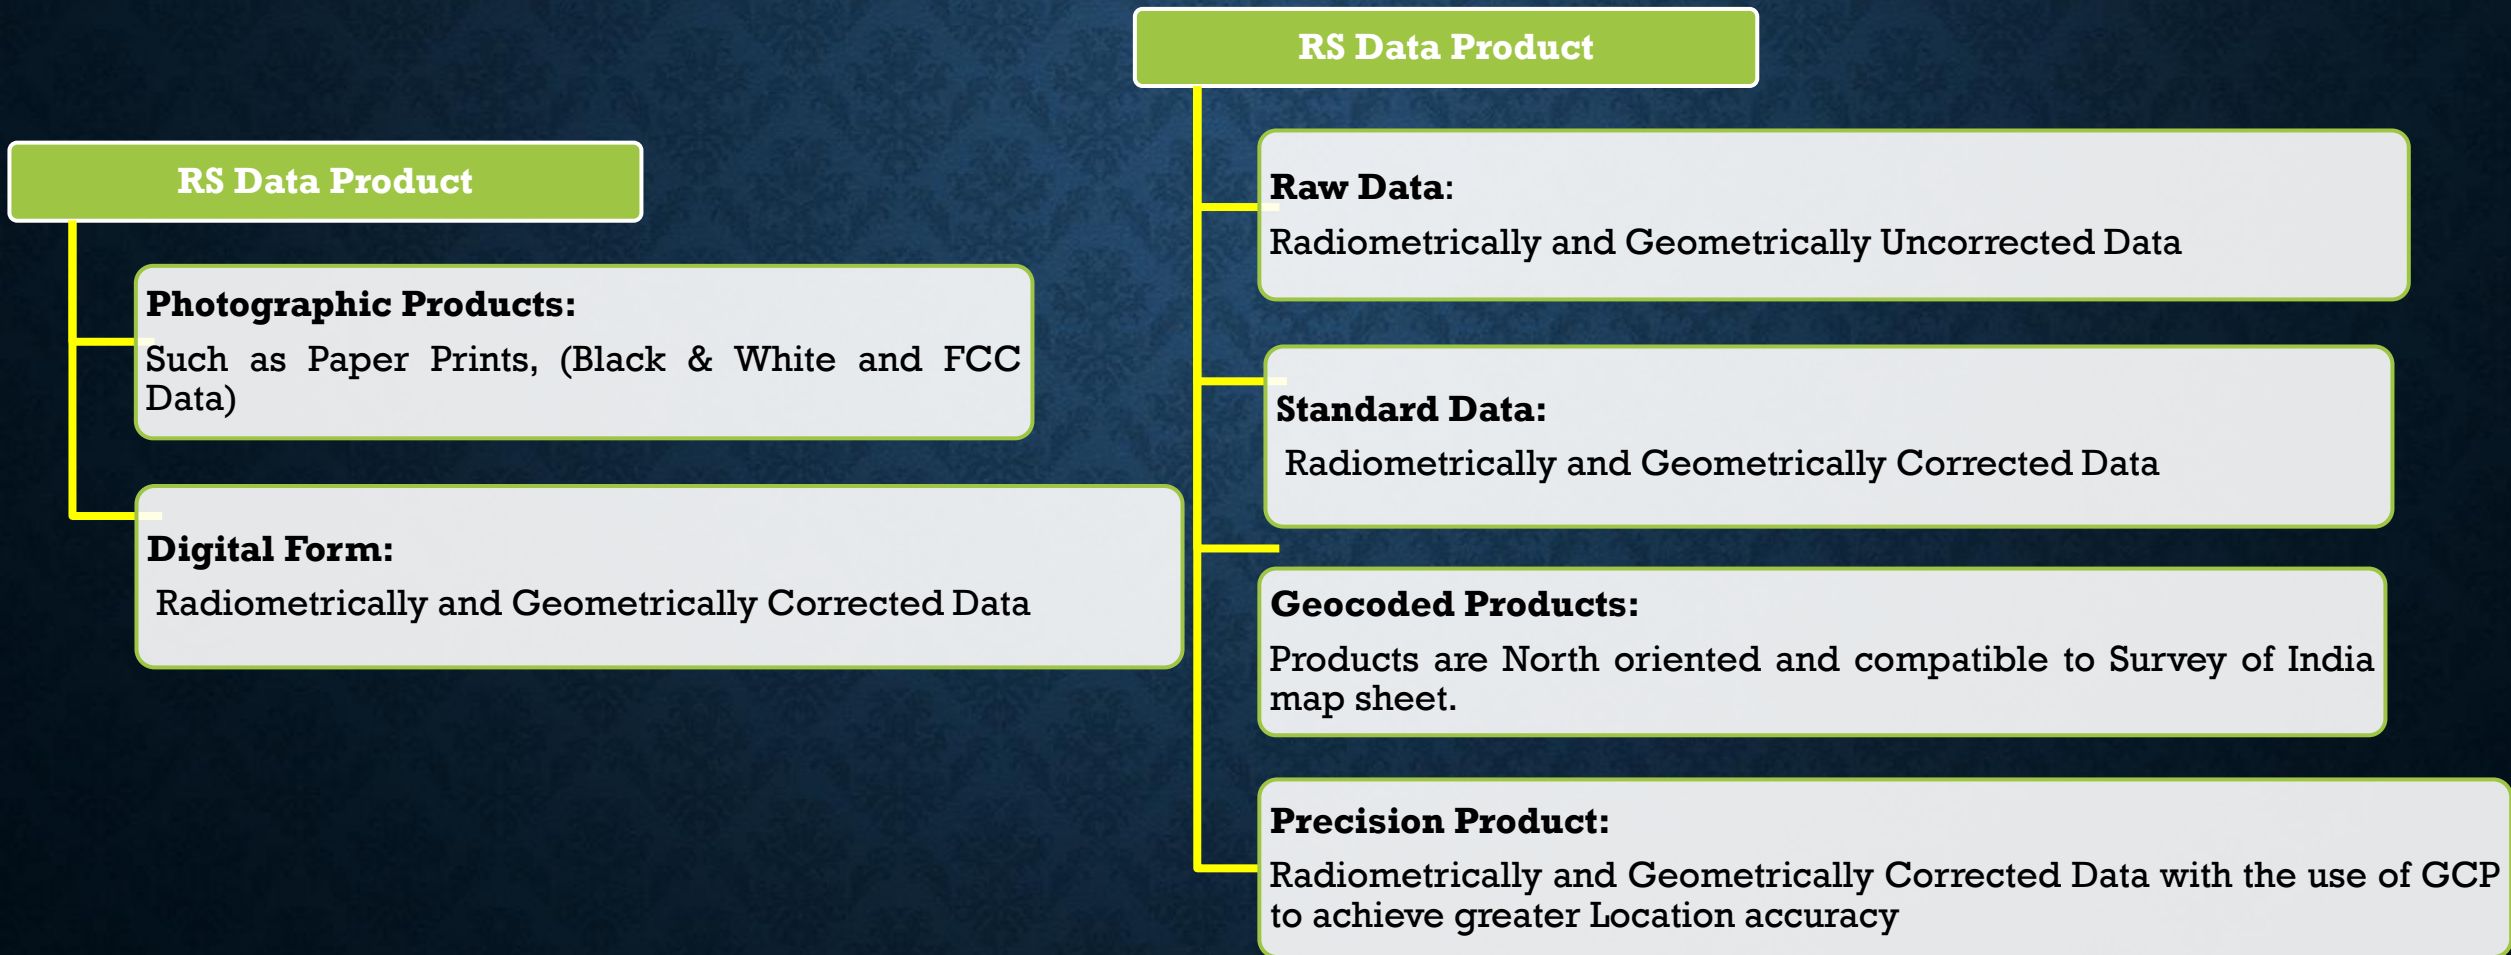 RS Data Product
Photographic Products:
Such as Paper Prints, (Black & White and FCC
Data)
Digital Form:
Radiometrically and Geometrically Corrected Data
RS Data Product
Raw Data:
Radiometrically and Geometrically Uncorrected Data
Standard Data:
Radiometrically and Geometrically Corrected Data
Geocoded Products:
Products are North oriented and compatible to Survey of India
map sheet.
Precision Product:
Radiometrically and Geometrically Corrected Data with the use of GCP
to achieve greater Location accuracy